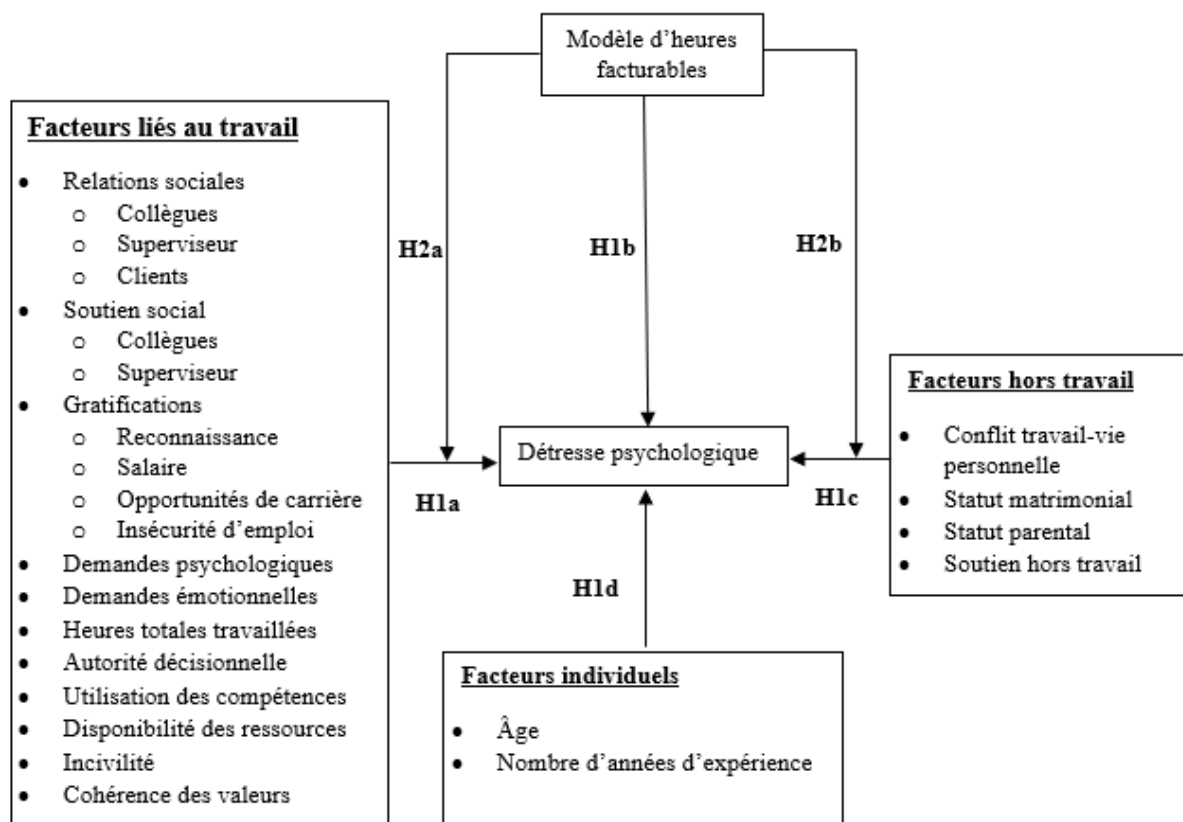 Modèle d’heures
facturables
Facteurs liés au travail
• Relations sociales
o Collègues
o Superviseur
o Clients
• Soutien social
o Collègues
o Superviseur
• Gratifications
o Reconnaissance
o Salaire
o Opportunités de carrière
o Insécurité d’emploi
• Demandes psychologiques
• Demandes émotionnelles
• Heures totales travaillées
• Autorité décisionnelle
• Utilisation des compétences
• Disponibilité des ressources
• Incivilité
• Cohérence des valeurs
H2a
H1b
H2b
Détresse psychologique
H1a
H1c
H1d
Facteurs hors travail
• Conflit travail-vie
personnelle
• Statut matrimonial
• Statut parental
• Soutien hors travail
Facteurs individuels
• Âge
• Nombre d’années d’expérience